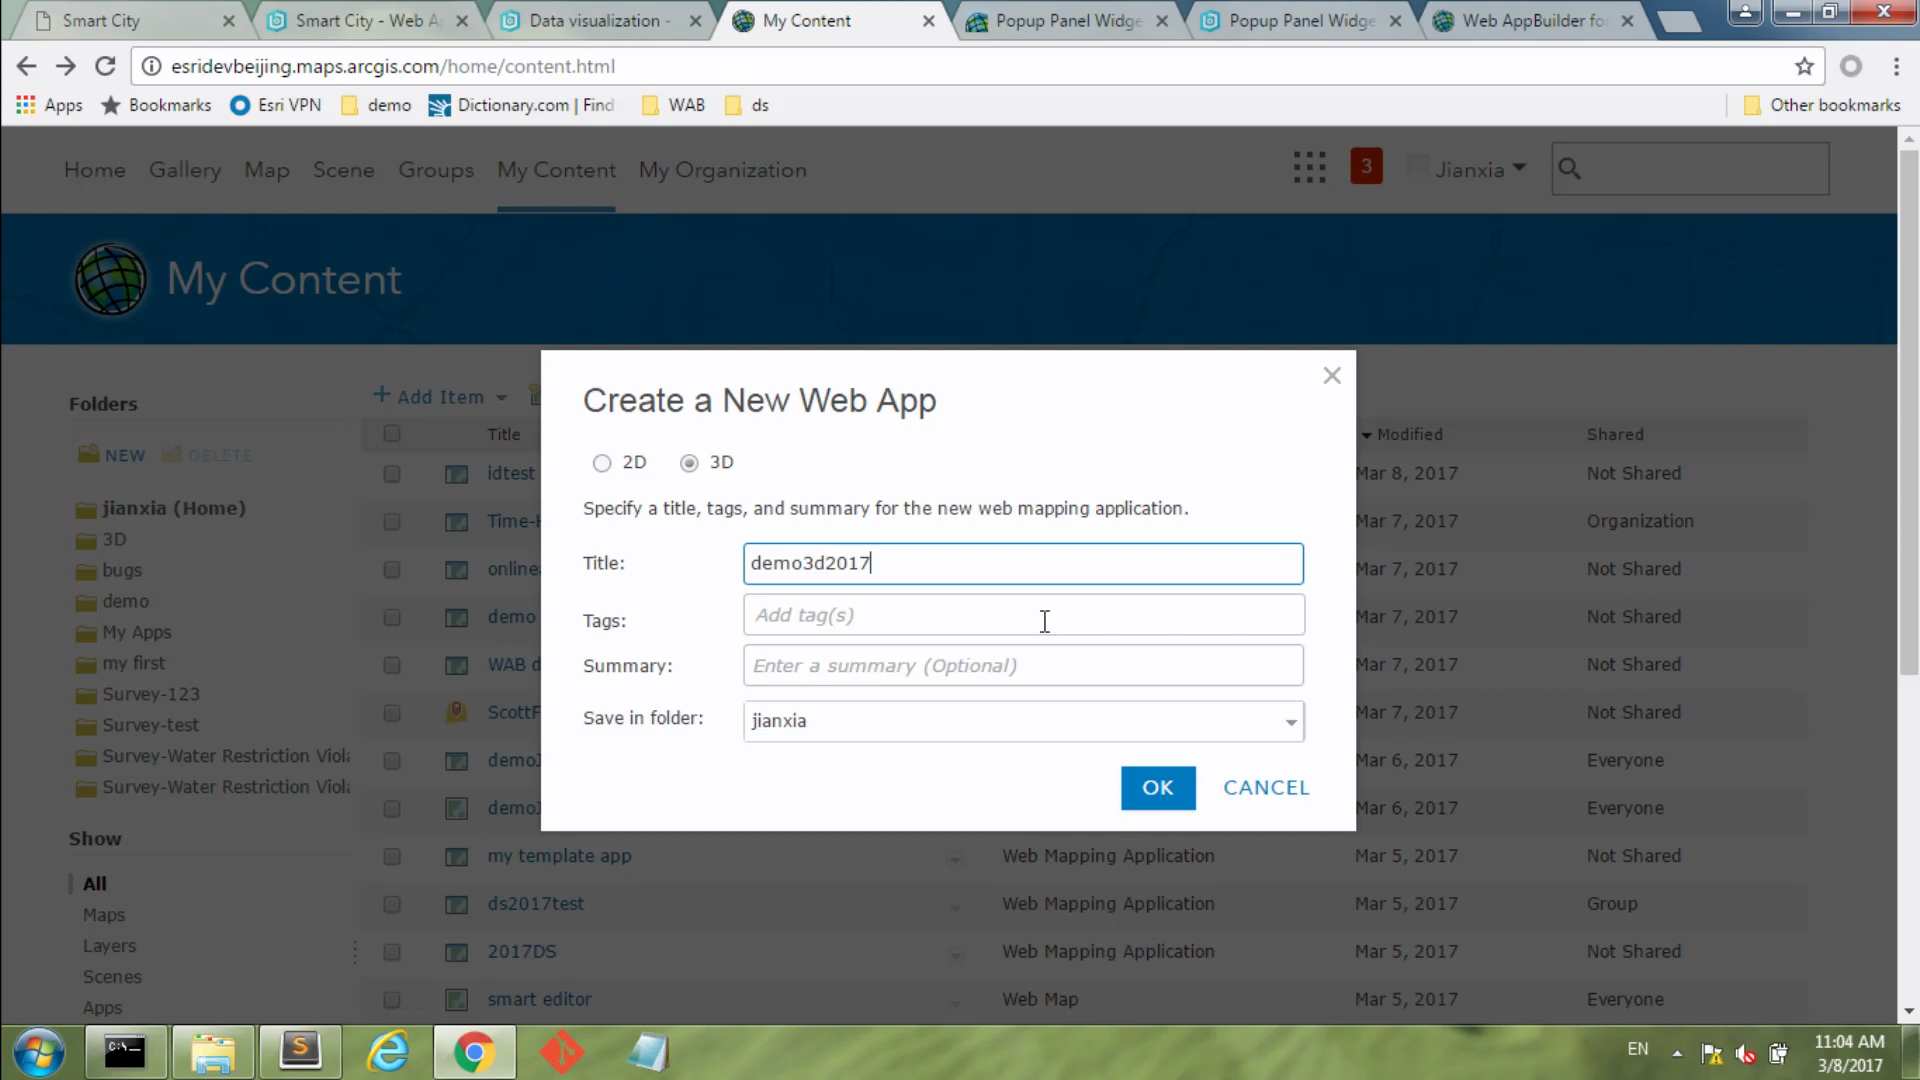 Smart City
Smart City - Web A
Data visualization -
My Content
Popup Panel Widge
Popup Panel Widge
Web AppBuilder fo
esridevbeijing.maps.arcgis.com/home/content.html
Apps
Bookmarks
Esri VPN
demo
Dictionary.com | Find
WAB
ds
Other bookmarks
Home
Gallery
Map
Scene
Groups
My Content
My Organization
3
Jianxia
My Content
Folders
NEW
DELETE
jianxia (Home)
3D
bugs
demo
My Apps
my first
Survey-123
Survey-test
Survey-Water Restriction Viola
Survey-Water Restriction Viola
Show
All
Maps
Layers
Scenes
Apps
Add Item
Title
Modified
Shared
idtest
Mar 8, 2017
Not Shared
Time-
Mar 7, 2017
Organization
online
Mar 7, 2017
Not Shared
demo
Mar 7, 2017
Not Shared
WAB d
Mar 7, 2017
Not Shared
ScottF
Mar 7, 2017
Not Shared
Mar 6, 2017
Everyone
Mar 6, 2017
Everyone
my template app
Web Mapping Application
Mar 5, 2017
Not Shared
ds2017test
Web Mapping Application
Mar 5, 2017
Group
2017DS
Web Mapping Application
Mar 5, 2017
Not Shared
smart editor
Web Map
Mar 5, 2017
Everyone
Create a New Web App
2D
3D
Specify a title, tags, and summary for the new web mapping application.
Title:
demo3d2017
Tags:
Add tag(s)
Summary:
Enter a summary (Optional)
Save in folder:
jianxia
OK
CANCEL
C:\
EN
11:04 AM
3/8/2017